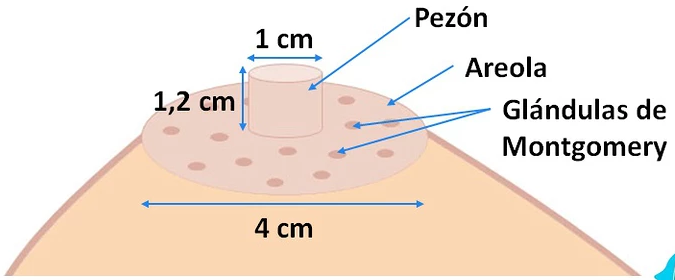 Pezón
1 cm
Areola
1,2 cm
Glándulas de
Montgomery
4 cm